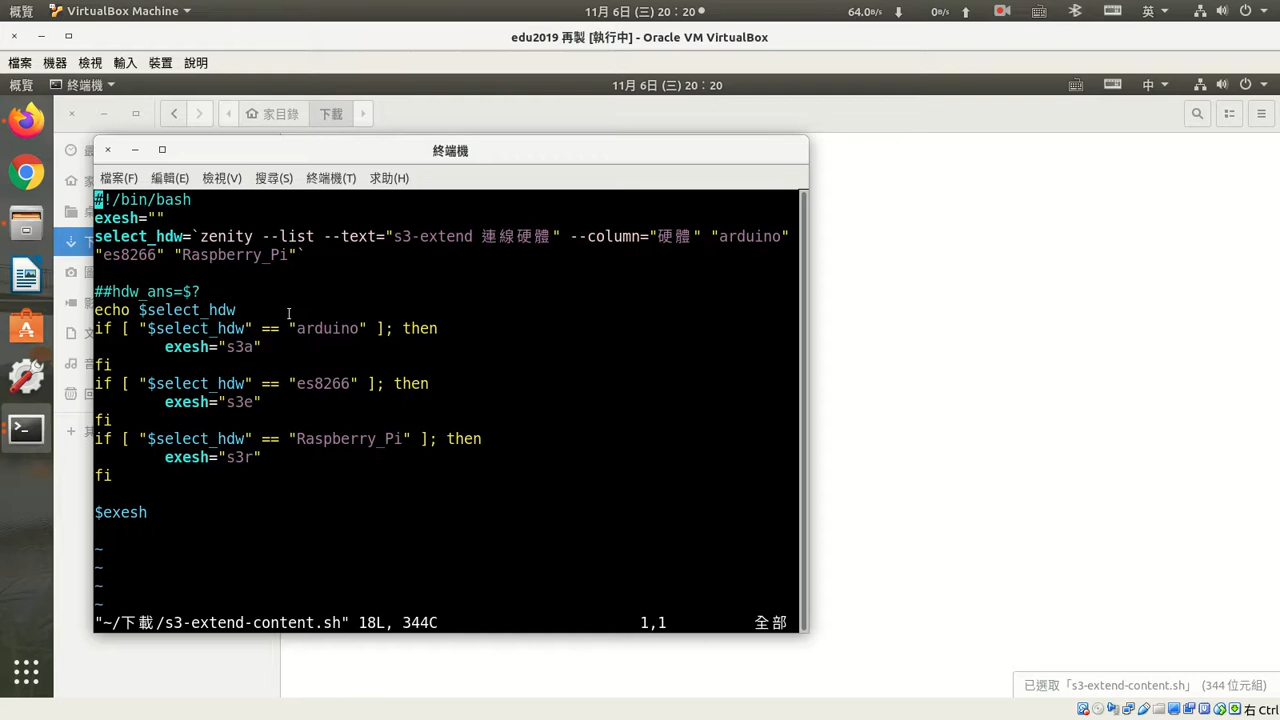 概覽 VirtualBox Machine 11月 6日 (三) 20：20 64.0B/s 0B/s 英
edu2019 再製 [執行中] - Oracle VM VirtualBox
檔案 機器 檢視 輸入 裝置 說明
概覽 終端機 11月 6日 (三) 20：20 中
家目錄 下載
終端機
檔案(F) 編輯(E) 檢視(V) 搜尋(S) 終端機(T) 求助(H)
#!/bin/bash
exesh=""
select_hdw=`zenity --list --text="s3-extend 連線硬體" --column="硬體" "arduino"
"es8266" "Raspberry_Pi"`
##hdw_ans=$?
echo $select_hdw
if [ "$select_hdw" == "arduino" ]; then
exesh="s3a"
fi
if [ "$select_hdw" == "es8266" ]; then
exesh="s3e"
fi
if [ "$select_hdw" == "Raspberry_Pi" ]; then
exesh="s3r"
fi
$exesh
~
~
~
~
"~/下載/s3-extend-content.sh" 18L, 344C 1,1 全部
已選取「s3-extend-content.sh」 (344 位元組)
右 Ctrl